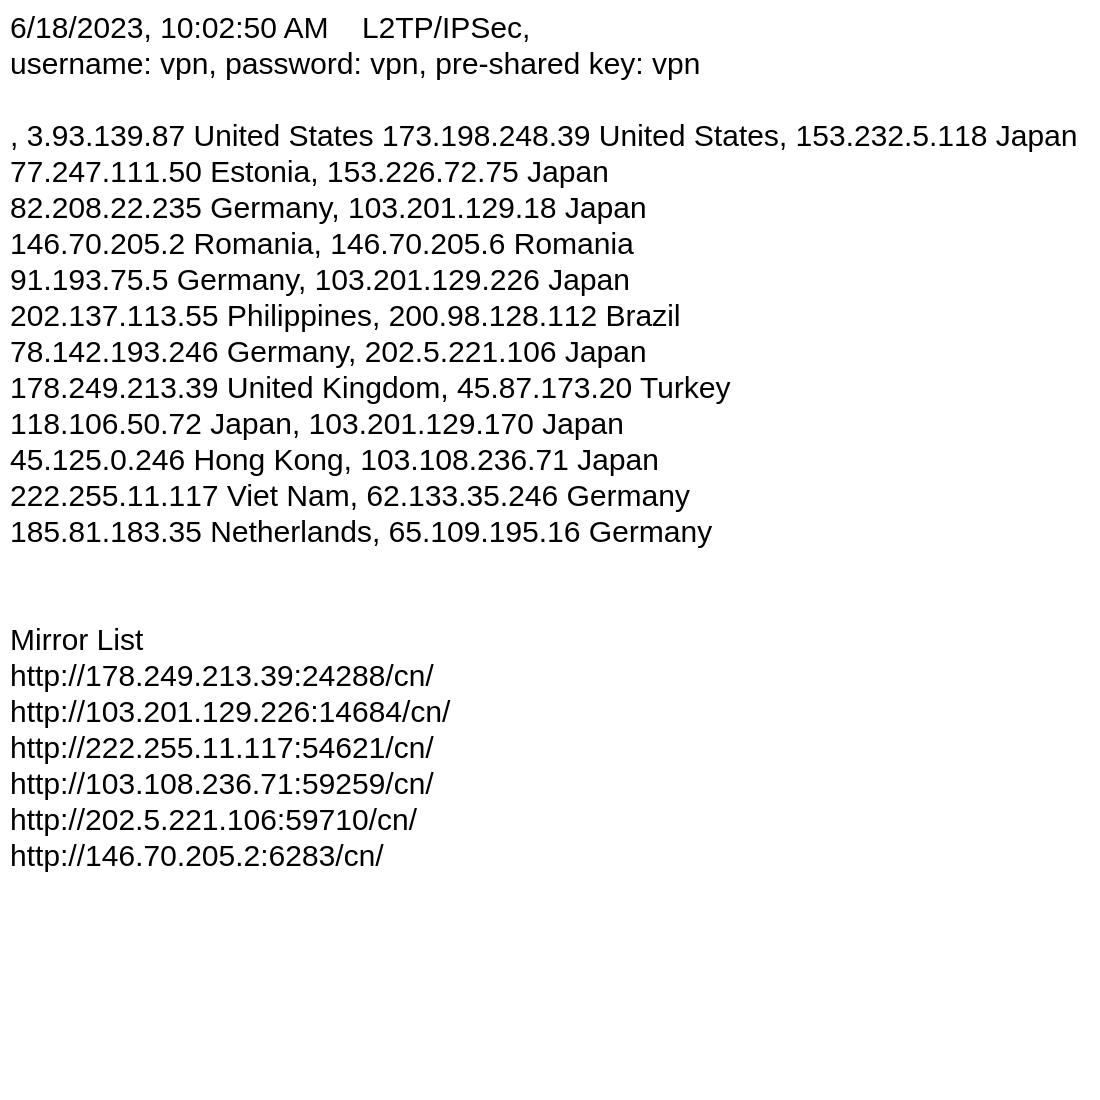 6/18/2023, 10:02:50 AM    L2TP/IPSec,
username: vpn, password: vpn, pre-shared key: vpn
, 3.93.139.87 United States 173.198.248.39 United States, 153.232.5.118 Japan
77.247.111.50 Estonia, 153.226.72.75 Japan
82.208.22.235 Germany, 103.201.129.18 Japan
146.70.205.2 Romania, 146.70.205.6 Romania
91.193.75.5 Germany, 103.201.129.226 Japan
202.137.113.55 Philippines, 200.98.128.112 Brazil
78.142.193.246 Germany, 202.5.221.106 Japan
178.249.213.39 United Kingdom, 45.87.173.20 Turkey
118.106.50.72 Japan, 103.201.129.170 Japan
45.125.0.246 Hong Kong, 103.108.236.71 Japan
222.255.11.117 Viet Nam, 62.133.35.246 Germany
185.81.183.35 Netherlands, 65.109.195.16 Germany
Mirror List
http://178.249.213.39:24288/cn/
http://103.201.129.226:14684/cn/
http://222.255.11.117:54621/cn/
http://103.108.236.71:59259/cn/
http://202.5.221.106:59710/cn/
http://146.70.205.2:6283/cn/